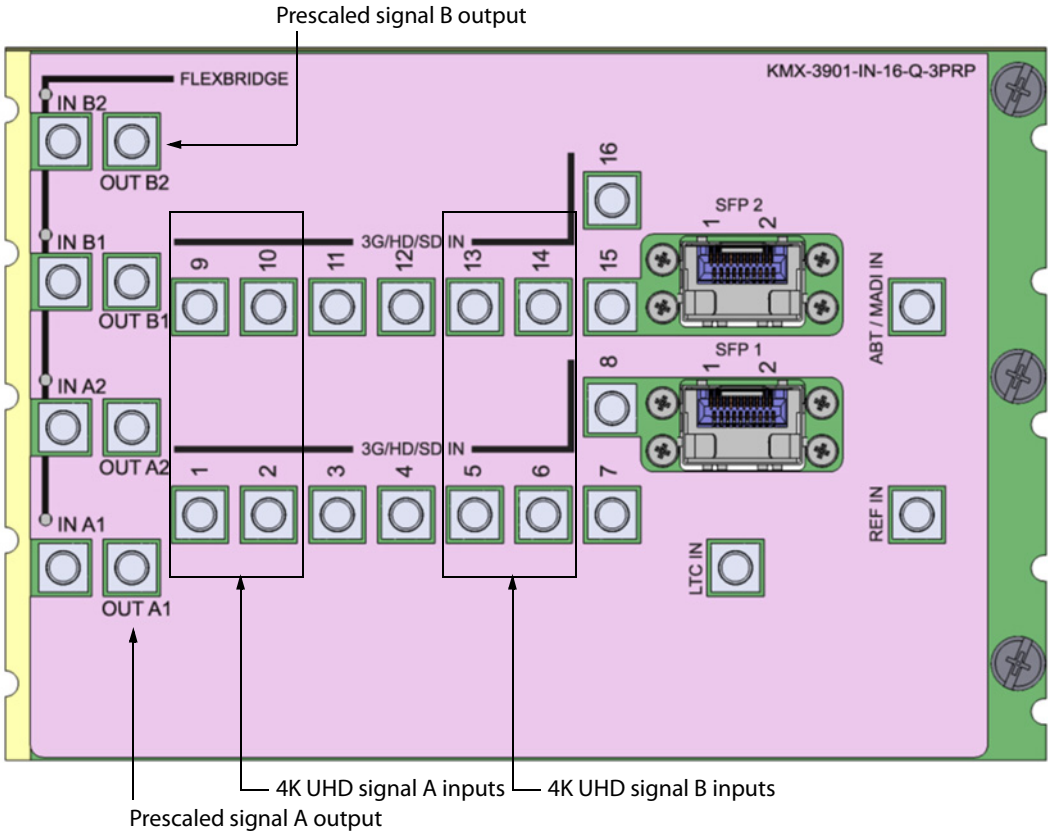 Prescaled signal B output
FLEXBRIDGE
KMX-3901-IN-16-Q-3PRP
IN B2
OUT B2
16
SFP 2
1 2
IN B1
3G/HD/SD IN
9 10 11 12 13 14 15
OUT B1
ABT / MADI IN
SFP 1
1 2
8
IN A2
3G/HD/SD IN
OUT A2
1 2 3 4 5 6 7
REF IN
IN A1
LTC IN
OUT A1
4K UHD signal A inputs
4K UHD signal B inputs
Prescaled signal A output